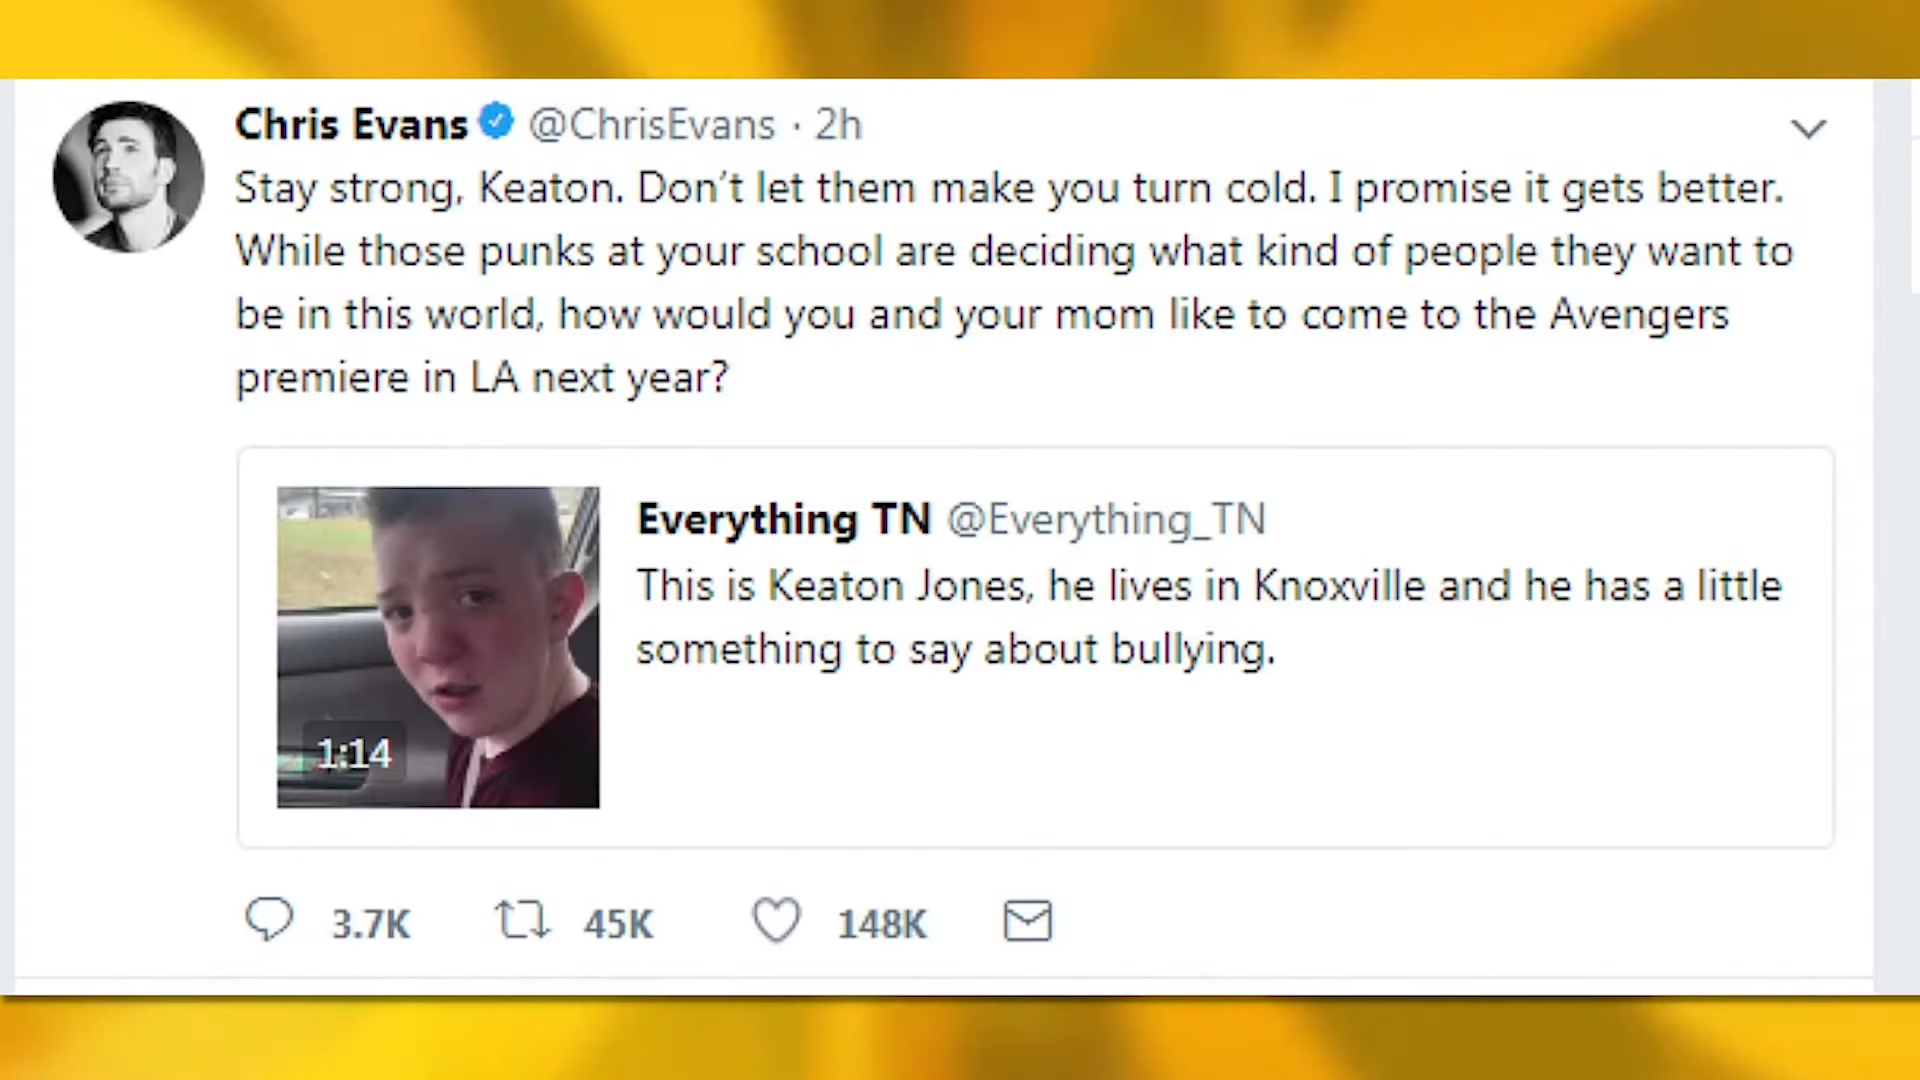 Chris Evans @ChrisEvans · 2h
Stay strong, Keaton. Don’t let them make you turn cold. I promise it gets better.
While those punks at your school are deciding what kind of people they want to
be in this world, how would you and your mom like to come to the Avengers
premiere in LA next year?
Everything TN @Everything_TN
This is Keaton Jones, he lives in Knoxville and he has a little
something to say about bullying.
1:14
3.7K 45K 148K